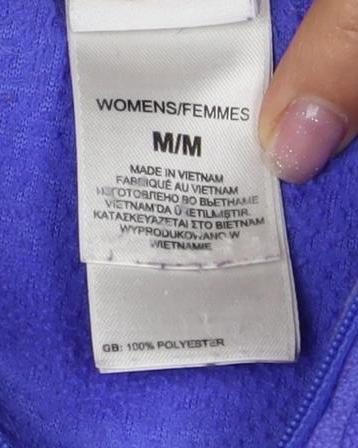 WOMENS/FEMMES
M/M
MADE IN VIETNAM
FABRIQUÉ AU VIETNAM
ИЗГОТОВЛЕНО ВО ВЬЕТНАМЕ
VIETNAM'DA ÜRETILMIŞTIR.
ΚΑΤΑΣΚΕΥΑΖΕΤΑΙ ΣΤΟ ΒΙΕΤΝΑΜ
WYPRODUKOWANO W
WIETNAMIE
GB: 100% POLYESTER